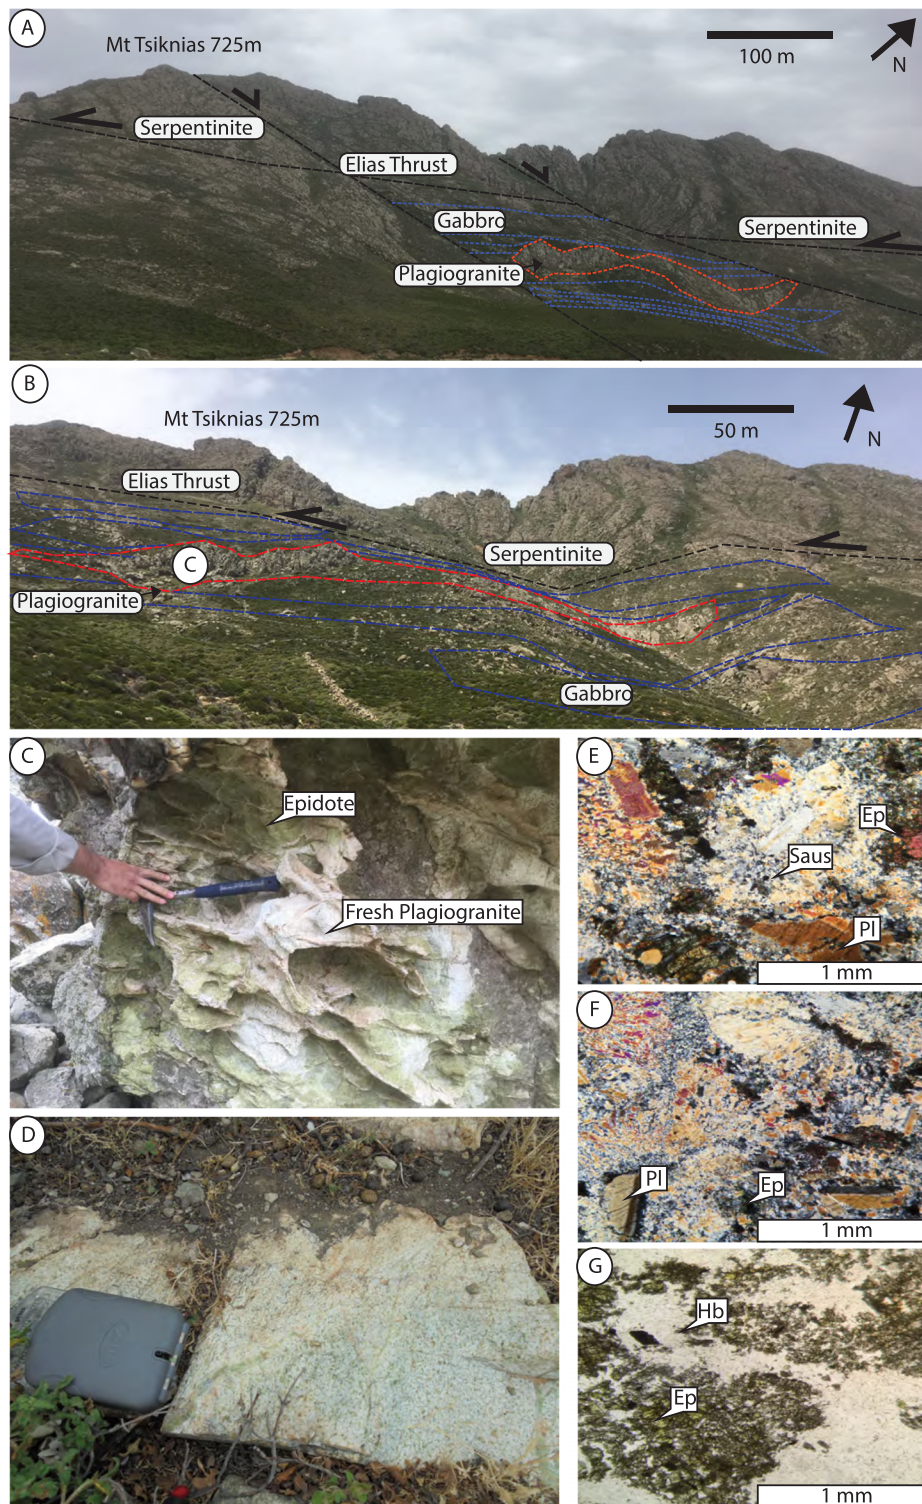 A
Mt Tsiknias 725m
100 m
N
Serpentinite
Elias Thrust
Gabbro
Serpentinite
Plagiogranite
B
Mt Tsiknias 725m
50 m
N
Elias Thrust
Serpentinite
C
Plagiogranite
Gabbro
C
Epidote
Fresh Plagiogranite
D
E
Ep
Saus
Pl
1 mm
F
Pl
Ep
1 mm
G
Hb
Ep
1 mm